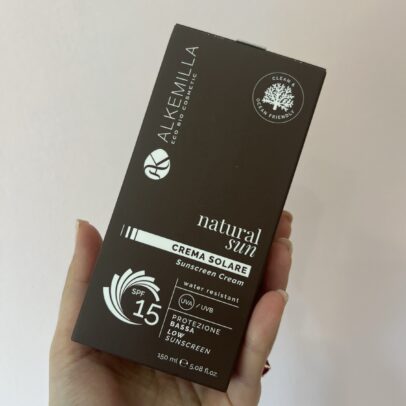 ALKEMILLA
ECO BIO COSMETIC
CLEAN &
OCEAN FRIENDLY
natural
sun
CREMA SOLARE
Sunscreen Cream
water resistant
UVA / UVB
SPF
15
PROTEZIONE
BASSA
LOW
SUNSCREEN
150 ml ℮ 5.08 fl.oz.